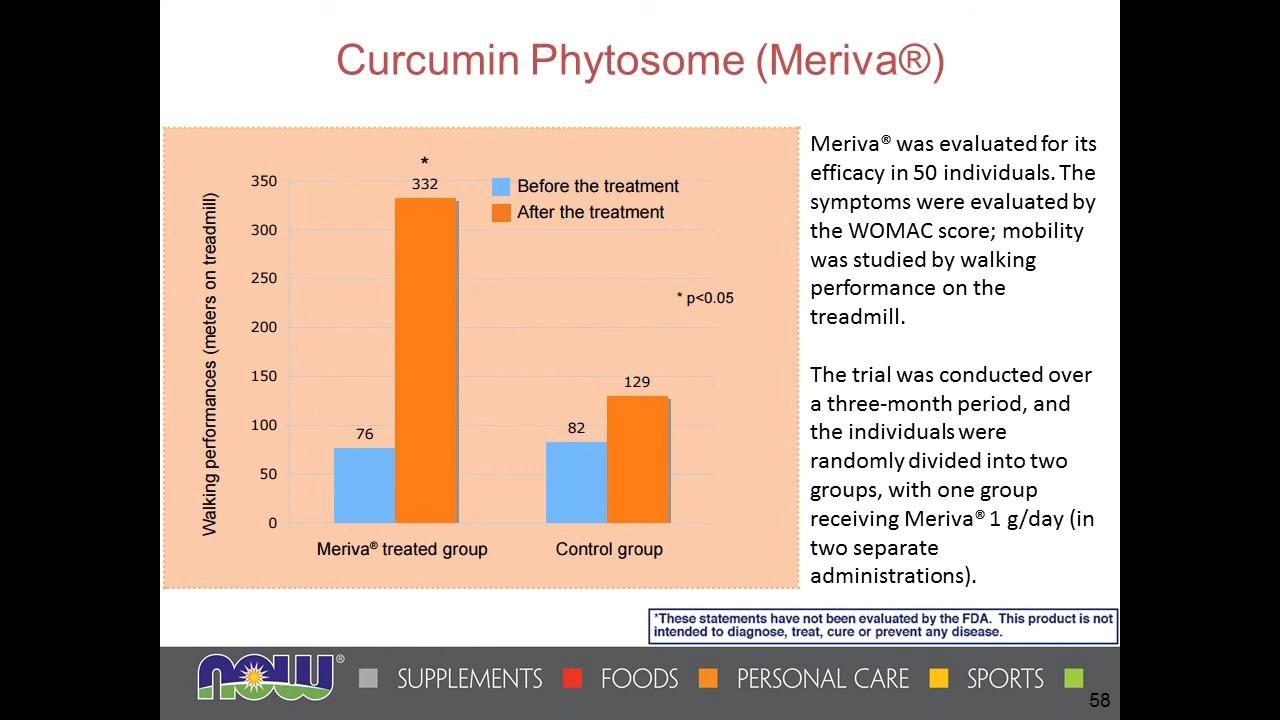 Curcumin Phytosome (Meriva®)
*
332
350
300
250
200
150
100
50
0
Walking performances (meters on treadmill)
Before the treatment
After the treatment
* p<0.05
76
82
129
Meriva® treated group
Control group
Meriva® was evaluated for its
efficacy in 50 individuals. The
symptoms were evaluated by
the WOMAC score; mobility
was studied by walking
performance on the
treadmill.
The trial was conducted over
a three-month period, and
the individuals were
randomly divided into two
groups, with one group
receiving Meriva® 1 g/day (in
two separate
administrations).
*These statements have not been evaluated by the FDA. This product is not
intended to diagnose, treat, cure or prevent any disease.
NOW®
SUPPLEMENTS FOODS PERSONAL CARE SPORTS
58